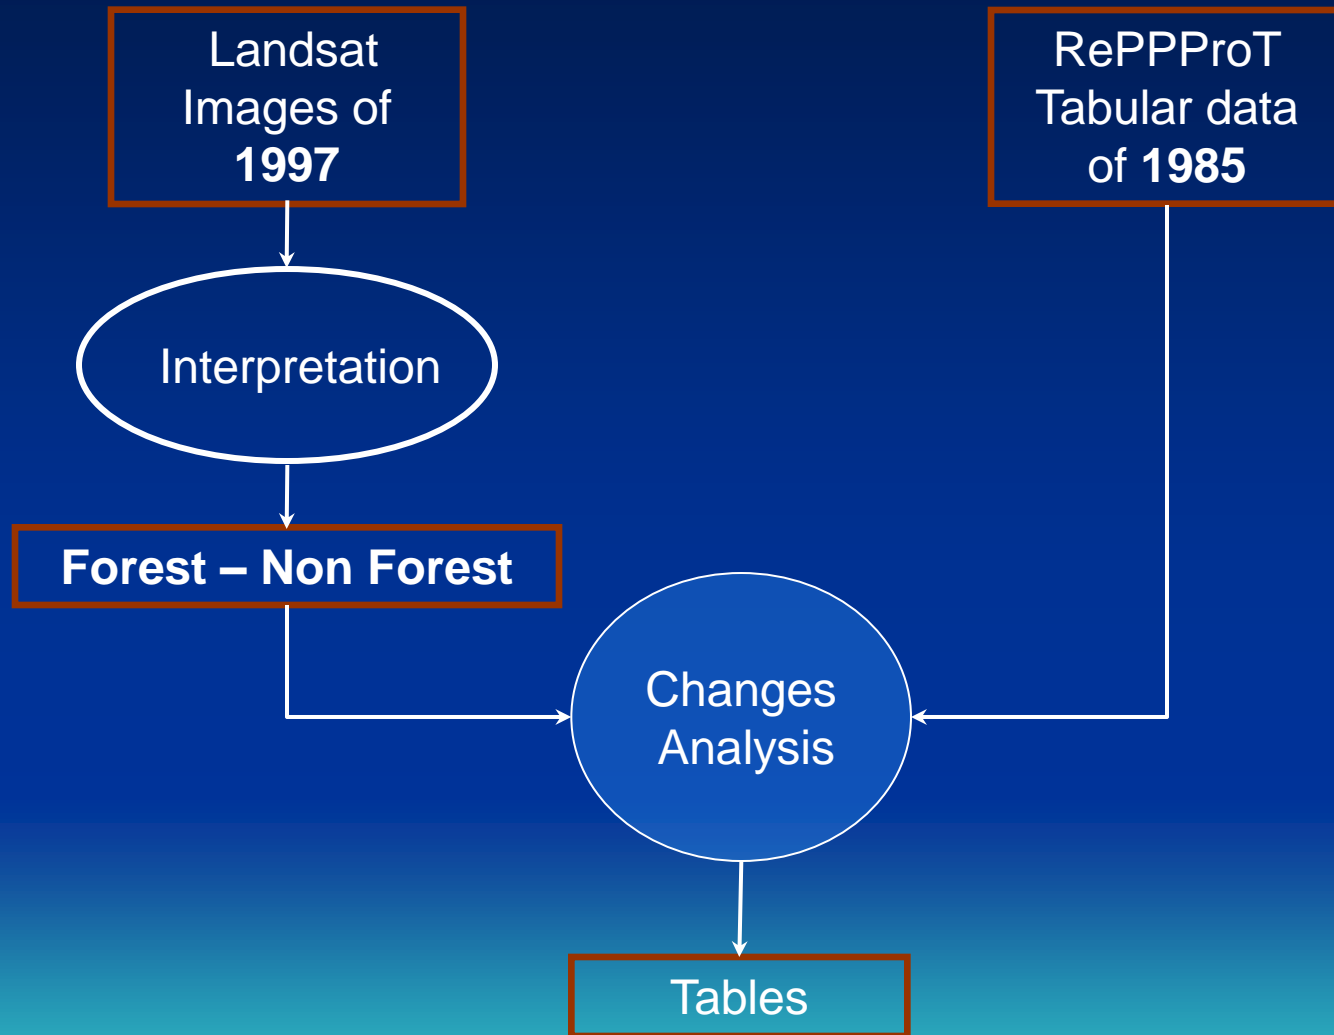 Landsat
Images of
1997
RePPProT
Tabular data
of 1985
Interpretation
Forest – Non Forest
Changes
Analysis
Tables